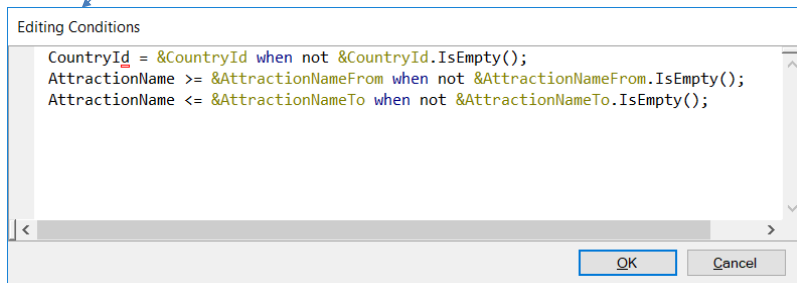 Editing Conditions
CountryId = &CountryId when not &CountryId.IsEmpty();
AttractionName >= &AttractionNameFrom when not &AttractionNameFrom.IsEmpty();
AttractionName <= &AttractionNameTo when not &AttractionNameTo.IsEmpty();
OK
Cancel